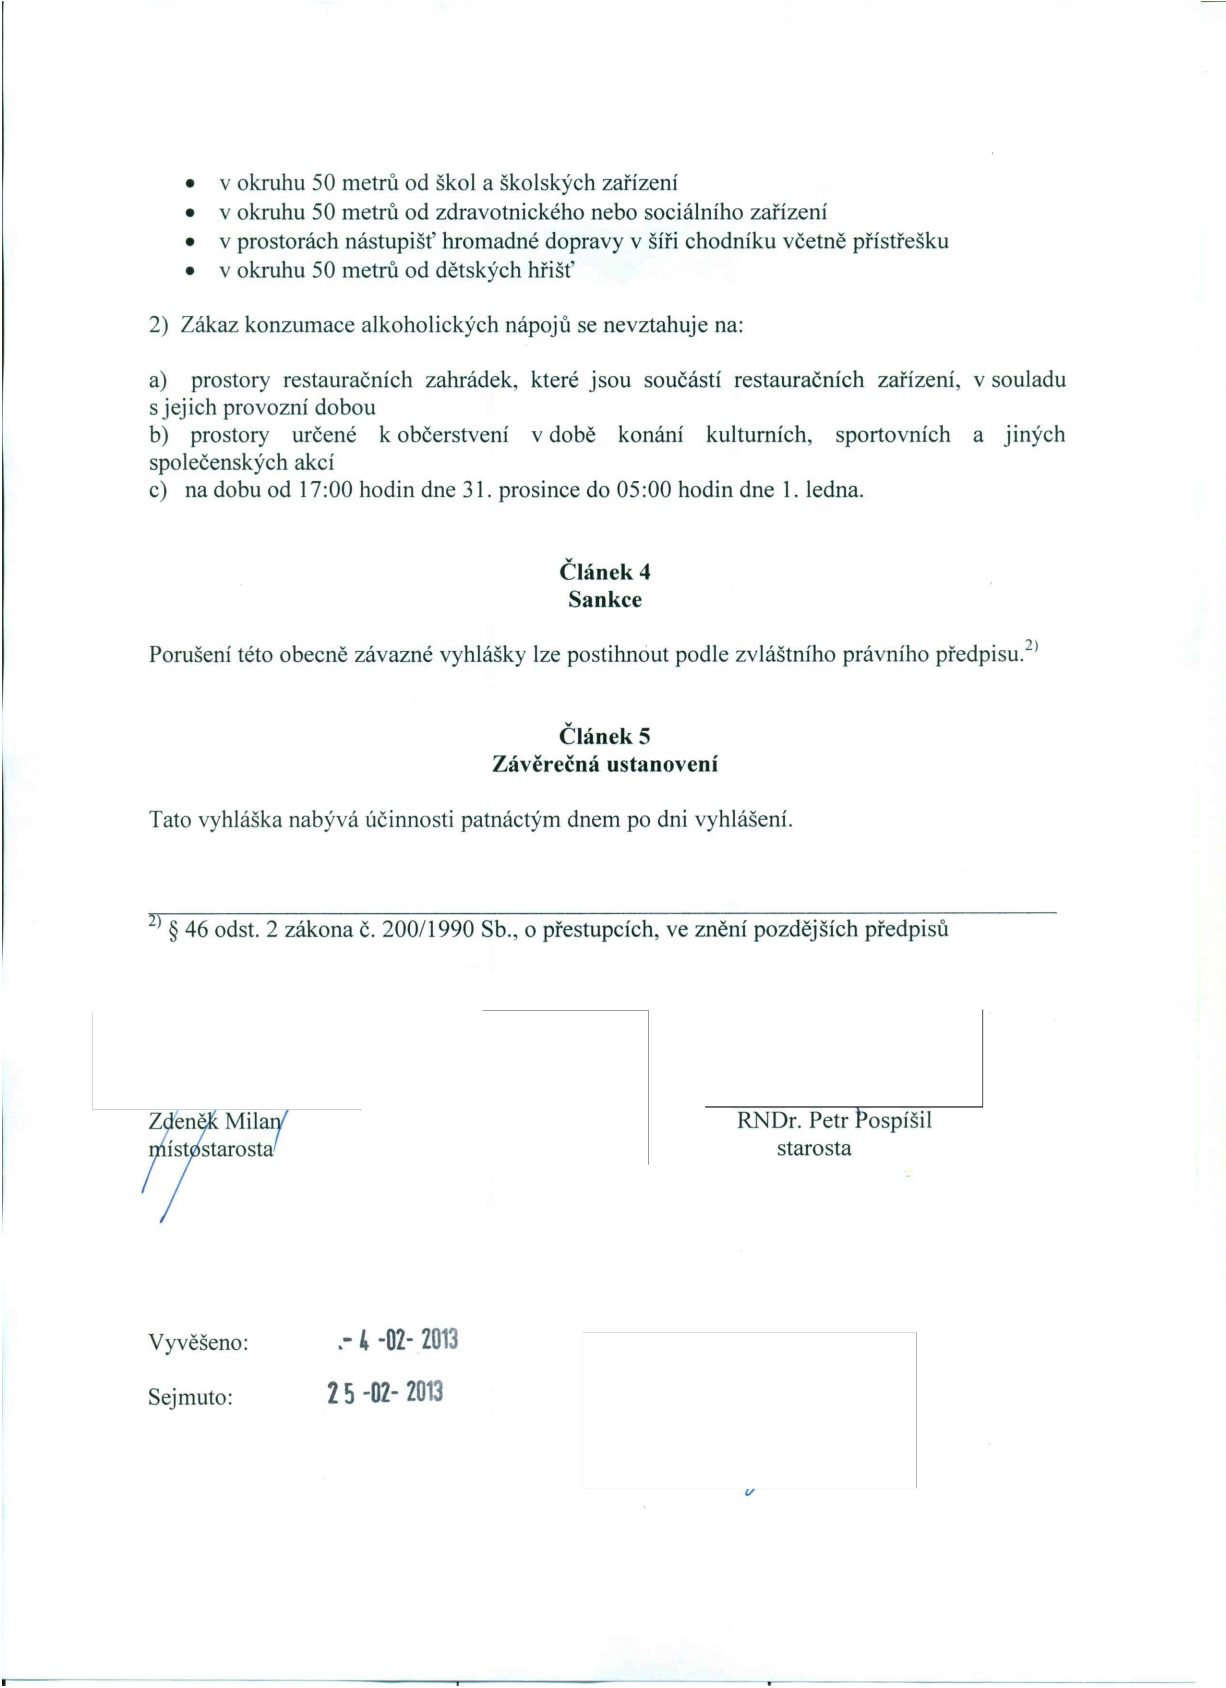 • v okruhu 50 metrů od škol a školských zařízení
• v okruhu 50 metrů od zdravotnického nebo sociálního zařízení
• v prostorách nástupišť hromadné dopravy v šíři chodníku včetně přístřešku
• v okruhu 50 metrů od dětských hřišť
2) Zákaz konzumace alkoholických nápojů se nevztahuje na:
a) prostory restauračních zahrádek, které jsou součástí restauračních zařízení, v souladu
s jejich provozní dobou
b) prostory určené k občerstvení v době konání kulturních, sportovních a jiných
společenských akcí
c) na dobu od 17:00 hodin dne 31. prosince do 05:00 hodin dne 1. ledna.
Článek 4
Sankce
Porušení této obecně závazné vyhlášky lze postihnout podle zvláštního právního předpisu.2)
Článek 5
Závěrečná ustanovení
Tato vyhláška nabývá účinnosti patnáctým dnem po dni vyhlášení.
2) § 46 odst. 2 zákona č. 200/1990 Sb., o přestupcích, ve znění pozdějších předpisů
Zdeněk Milan
místostarosta
RNDr. Petr Pospíšil
starosta
Vyvěšeno: .- 4 -02- 2013
Sejmuto: 25 -02- 2013